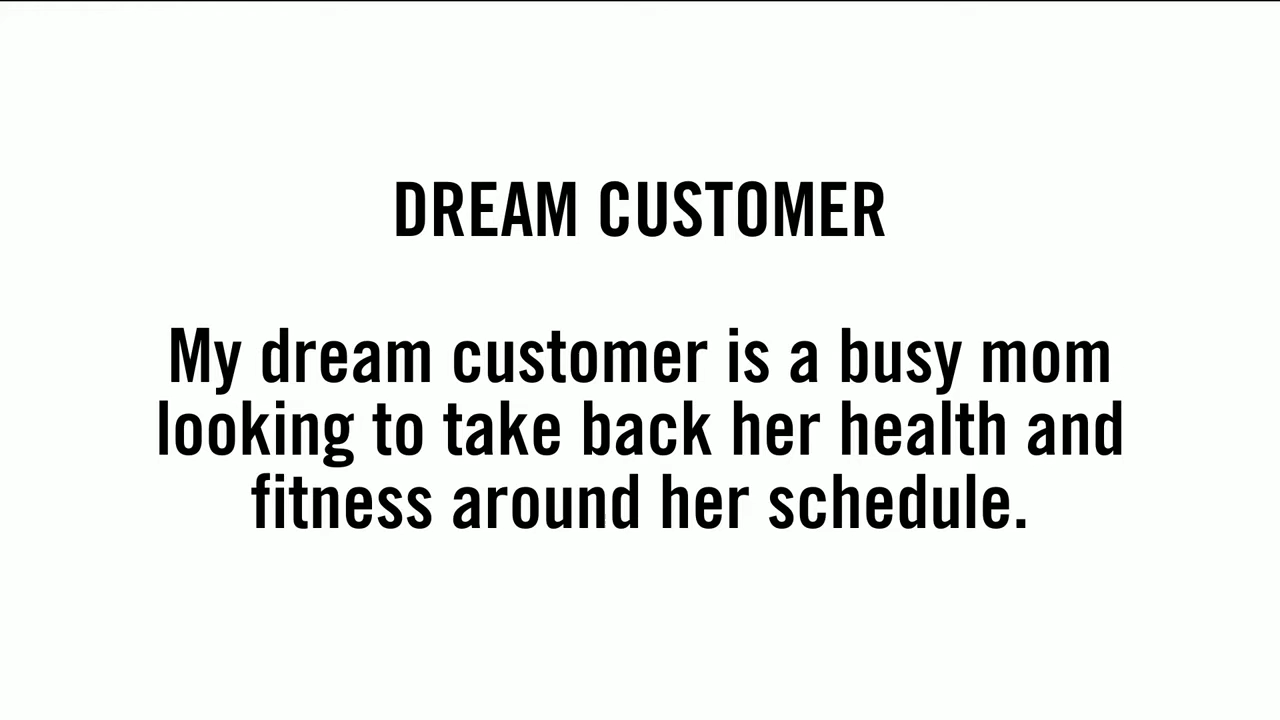 DREAM CUSTOMER
My dream customer is a busy mom
looking to take back her health and
fitness around her schedule.